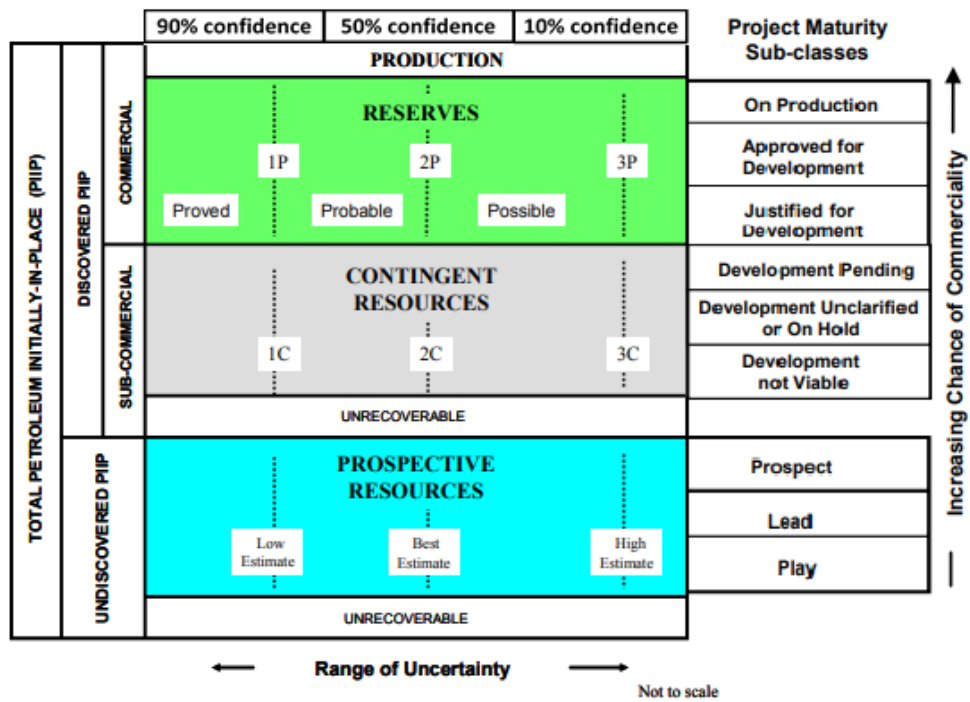 90% confidence
50% confidence
10% confidence
Project Maturity
Sub-classes
PRODUCTION
TOTAL PETROLEUM INITIALLY-IN-PLACE (PIIP)
DISCOVERED PIIP
COMMERCIAL
RESERVES
1P
2P
3P
Proved
Probable
Possible
On Production
Approved for
Development
Justified for
Development
SUB-COMMERCIAL
CONTINGENT
RESOURCES
1C
2C
3C
Development Pending
Development Unclarified
or On Hold
Development
not Viable
UNRECOVERABLE
UNDISCOVERED PIIP
PROSPECTIVE
RESOURCES
Low
Estimate
Best
Estimate
High
Estimate
Prospect
Lead
Play
UNRECOVERABLE
Increasing Chance of Commerciality
Range of Uncertainty
Not to scale